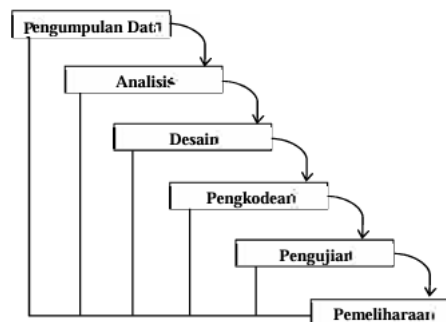 Pengumpulan Data
Analisis
Desain
Pengkodean
Pengujian
Pemeliharaan